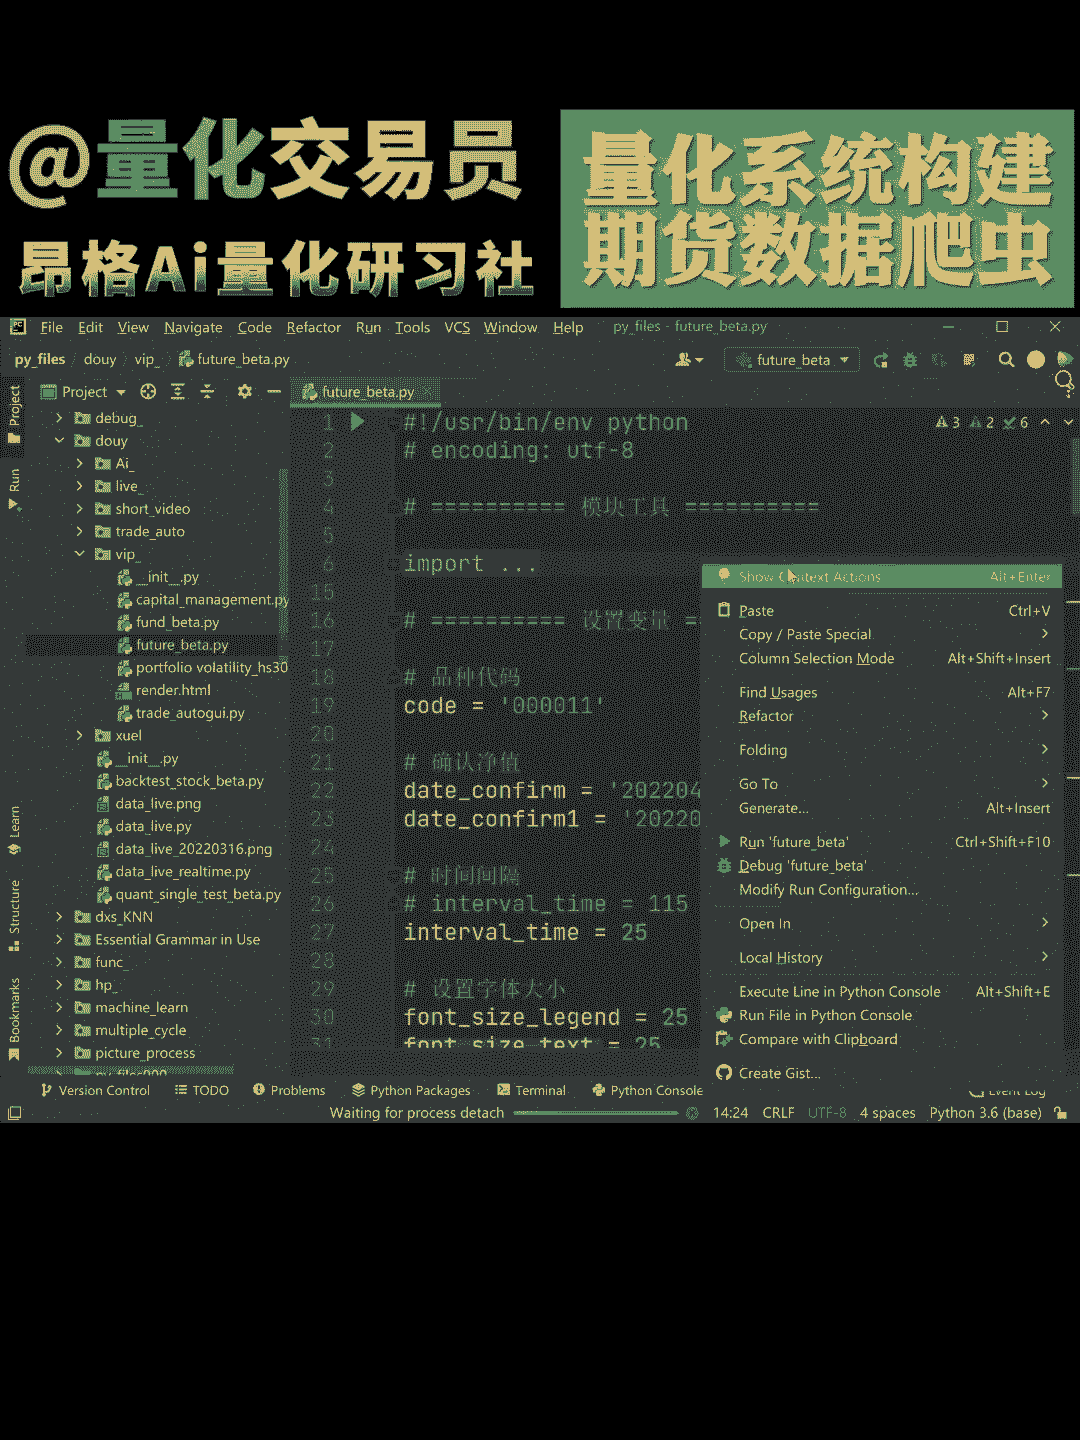 @量化交易员
昂格Ai量化研习社
量化系统构建
期货数据爬虫
File Edit View Navigate Code Refactor Run Tools VCS Window Help py_files - future_beta.py
py_files douy vip_ future_beta.py
future_beta
Project
future_beta.py
debug_
douy
Ai_
live_
short_video
trade_auto
vip_
__init__.py
capital_management.py
fund_beta.py
future_beta.py
portfolio volatility_hs30
render.html
trade_autogui.py
xuel
__init__.py
backtest_stock_beta.py
data_live.png
data_live.py
data_live_20220316.png
data_live_realtime.py
quant_single_test_beta.py
dxs_KNN
Essential Grammar in Use
func_
hp_
machine_learn
multiple_cycle
picture_process
Project
Run
Learn
Structure
Bookmarks
3 2 6
1 #!/usr/bin/env python
2 # encoding: utf-8
3
4 # ========== 模块工具 ==========
5
6 import ...
15
16 # ========== 设置变量 =
17
18 # 品种代码
19 code = '000011'
20
21 # 确认净值
22 date_confirm = '202204
23 date_confirm1 = '20220
24
25 # 时间间隔
26 # interval_time = 115
27 interval_time = 25
28
29 # 设置字体大小
30 font_size_legend = 25
31 font_size_text = 25
Show Context Actions Alt+Enter
Paste Ctrl+V
Copy / Paste Special
Column Selection Mode Alt+Shift+Insert
Find Usages Alt+F7
Refactor
Folding
Go To
Generate... Alt+Insert
Run 'future_beta' Ctrl+Shift+F10
Debug 'future_beta'
Modify Run Configuration...
Open In
Local History
Execute Line in Python Console Alt+Shift+E
Run File in Python Console
Compare with Clipboard
Create Gist...
Version Control TODO Problems Python Packages Terminal Python Console Event Log
Waiting for process detach 14:24 CRLF UTF-8 4 spaces Python 3.6 (base)